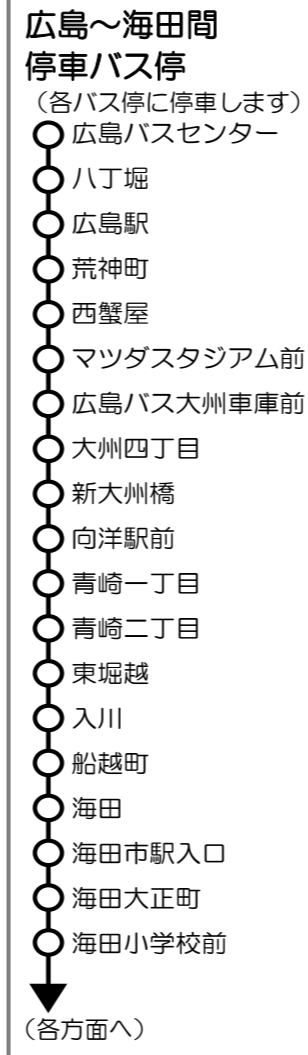 広島～海田間
停車バス停
（各バス停に停車します）
広島バスセンター
八丁堀
広島駅
荒神町
西蟹屋
マツダスタジアム前
広島バス大州車庫前
大州四丁目
新大州橋
向洋駅前
青崎一丁目
青崎二丁目
東堀越
入川
船越町
海田
海田市駅入口
海田大正町
海田小学校前
（各方面へ）